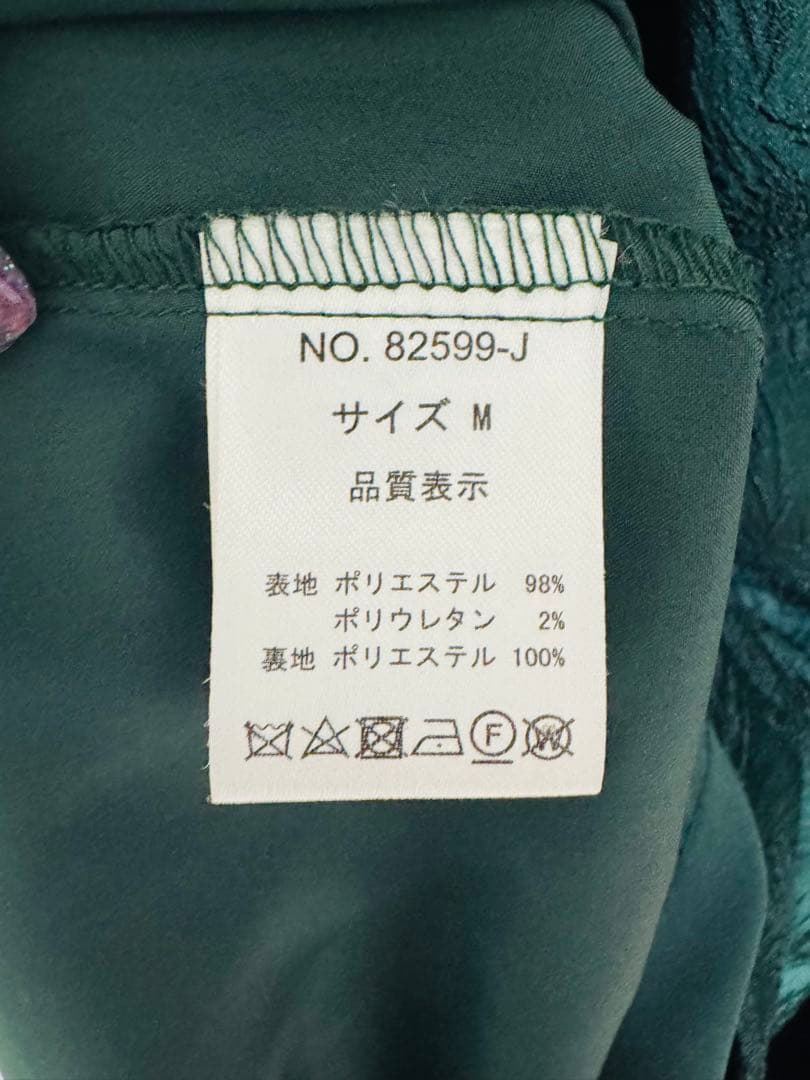 NO. 82599-J
サイズ M
品質表示
表地 ポリエステル 98%
ポリウレタン 2%
裏地 ポリエステル 100%
F W